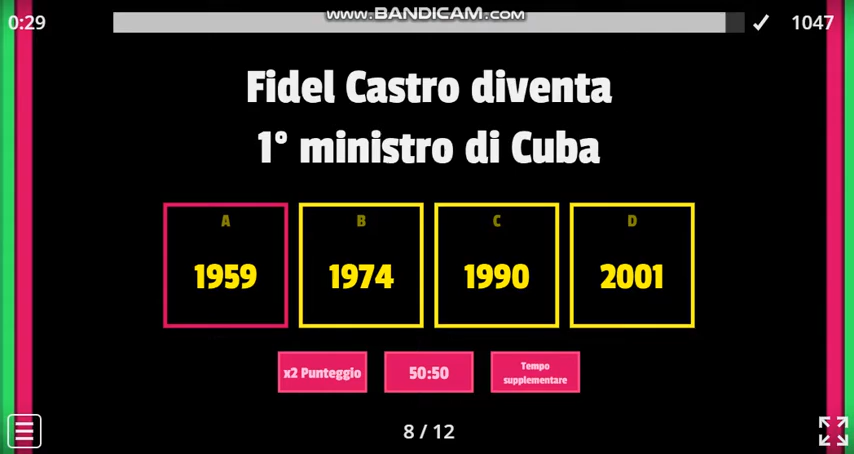 0:29
www.BANDICAM.com
1047
Fidel Castro diventa
1° ministro di Cuba
A
B
C
D
1959
1974
1990
2001
x2 Punteggio
50:50
Tempo
supplementare
8 / 12